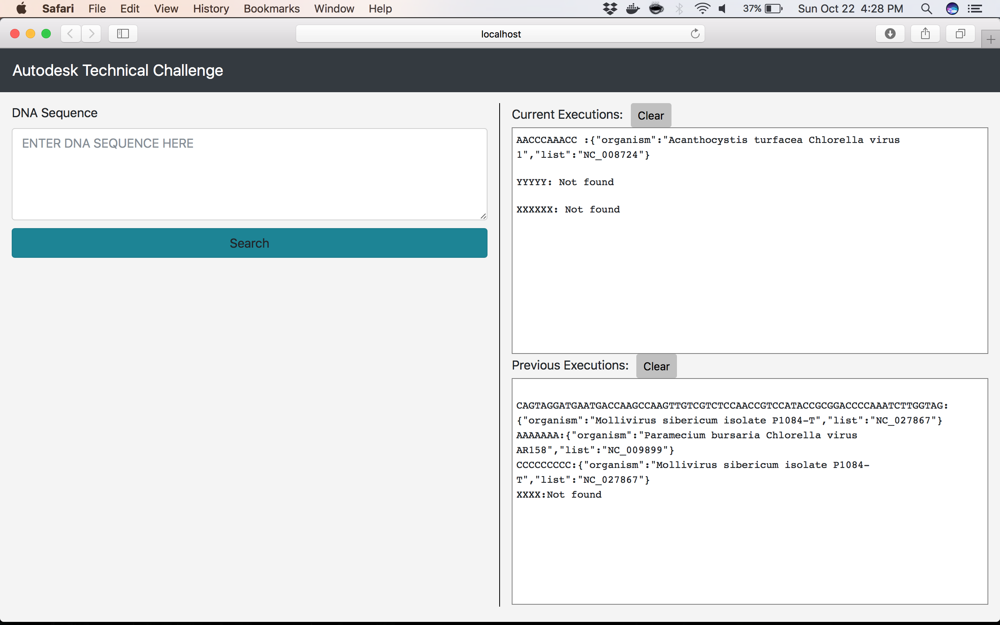 Safari File Edit View History Bookmarks Window Help 37% Sun Oct 22 4:28 PM
localhost
Autodesk Technical Challenge
DNA Sequence
ENTER DNA SEQUENCE HERE
Search
Current Executions: Clear
AACCCAAACC :{"organism":"Acanthocystis turfacea Chlorella virus
1","list":"NC_008724"}
YYYYY: Not found
XXXXXX: Not found
Previous Executions: Clear
CAGTAGGATGAATGACCAAGCCAAGTTGTCGTCTCCAACCGTCCATACCGCGGACCCCAAATCTTGGTAG:
{"organism":"Mollivirus sibericum isolate P1084-T","list":"NC_027867"}
AAAAAAA:{"organism":"Paramecium bursaria Chlorella virus
AR158","list":"NC_009899"}
CCCCCCCCC:{"organism":"Mollivirus sibericum isolate P1084-
T","list":"NC_027867"}
XXXX:Not found